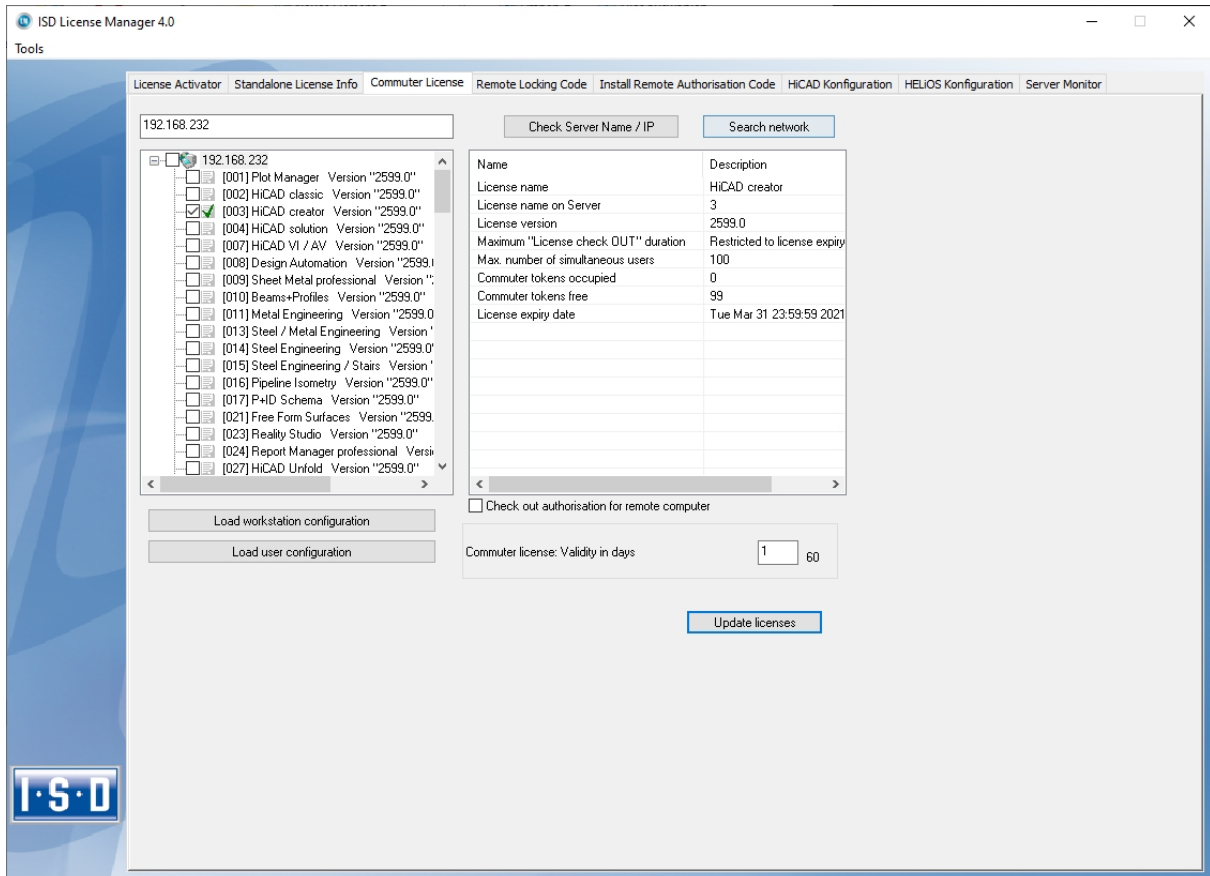 ISD License Manager 4.0
Tools
License Activator Standalone License Info Commuter License Remote Locking Code Install Remote Authorisation Code HiCAD Konfiguration HELiOS Konfiguration Server Monitor
192.168.232 Check Server Name / IP Search network
192.168.232
[001] Plot Manager Version "2599.0"
[002] HiCAD classic Version "2599.0"
[003] HiCAD creator Version "2599.0"
[004] HiCAD solution Version "2599.0"
[007] HiCAD VI / AV Version "2599.0"
[008] Design Automation Version "2599.
[009] Sheet Metal professional Version "
[010] Beams+Profiles Version "2599.0"
[011] Metal Engineering Version "2599.0
[013] Steel / Metal Engineering Version "
[014] Steel Engineering Version "2599.0"
[015] Steel Engineering / Stairs Version "
[016] Pipeline Isometry Version "2599.0"
[017] P+ID Schema Version "2599.0"
[021] Free Form Surfaces Version "2599.
[023] Reality Studio Version "2599.0"
[024] Report Manager professional Versi
[027] HiCAD Unfold Version "2599.0"
Name Description
License name HiCAD creator
License name on Server 3
License version 2599.0
Maximum "License check OUT" duration Restricted to license expiry
Max. number of simultaneous users 100
Commuter tokens occupied 0
Commuter tokens free 99
License expiry date Tue Mar 31 23:59:59 2021
Check out authorisation for remote computer
Load workstation configuration
Load user configuration
Commuter license: Validity in days 1 60
Update licenses
I·S·D